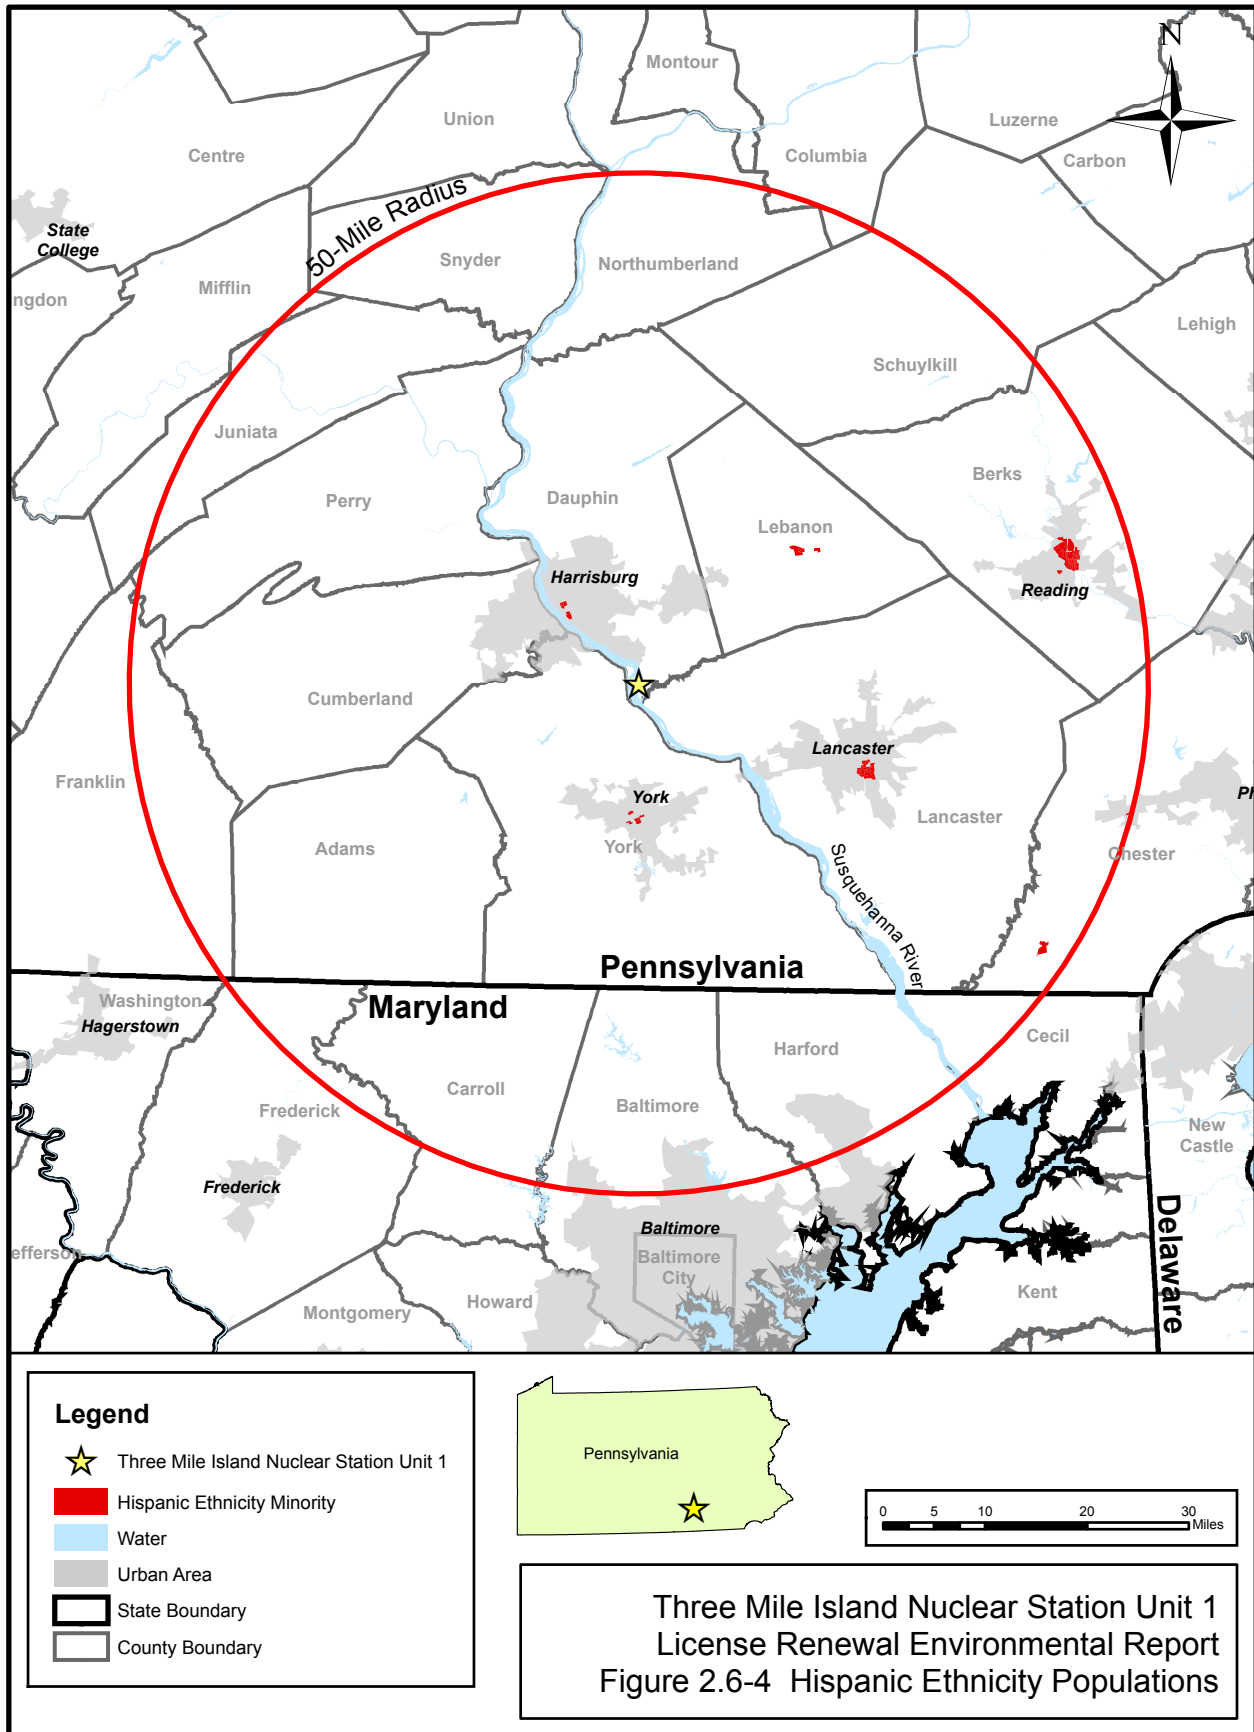 N
Montour
Union
Luzerne
Centre
Columbia
Carbon
50-Mile Radius
State
College
Snyder
Northumberland
Mifflin
ngdon
Lehigh
Schuylkill
Juniata
Berks
Perry
Dauphin
Lebanon
Harrisburg
Reading
Cumberland
Lancaster
Franklin
York
Ph
Lancaster
Adams
York
Chester
Susquehanna River
Pennsylvania
Maryland
Washington
Hagerstown
Harford
Cecil
Carroll
Baltimore
Frederick
New
Castle
Frederick
Delaware
Baltimore
Baltimore
City
efferson
Kent
Howard
Montgomery
Legend
Three Mile Island Nuclear Station Unit 1
Hispanic Ethnicity Minority
Water
Urban Area
State Boundary
County Boundary
Pennsylvania
0 5 10 20 30
Miles
Three Mile Island Nuclear Station Unit 1
License Renewal Environmental Report
Figure 2.6-4 Hispanic Ethnicity Populations